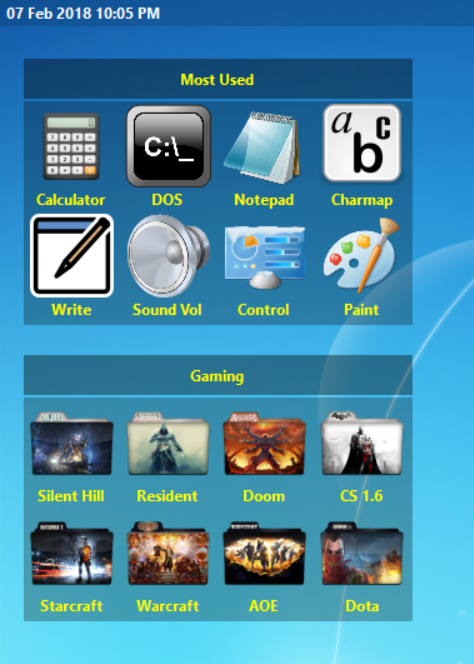 07 Feb 2018 10:05 PM
Most Used
C:\_
a b c
Calculator DOS Notepad Charmap
Write Sound Vol Control Paint
Gaming
Silent Hill Resident Doom CS 1.6
Starcraft Warcraft AOE Dota